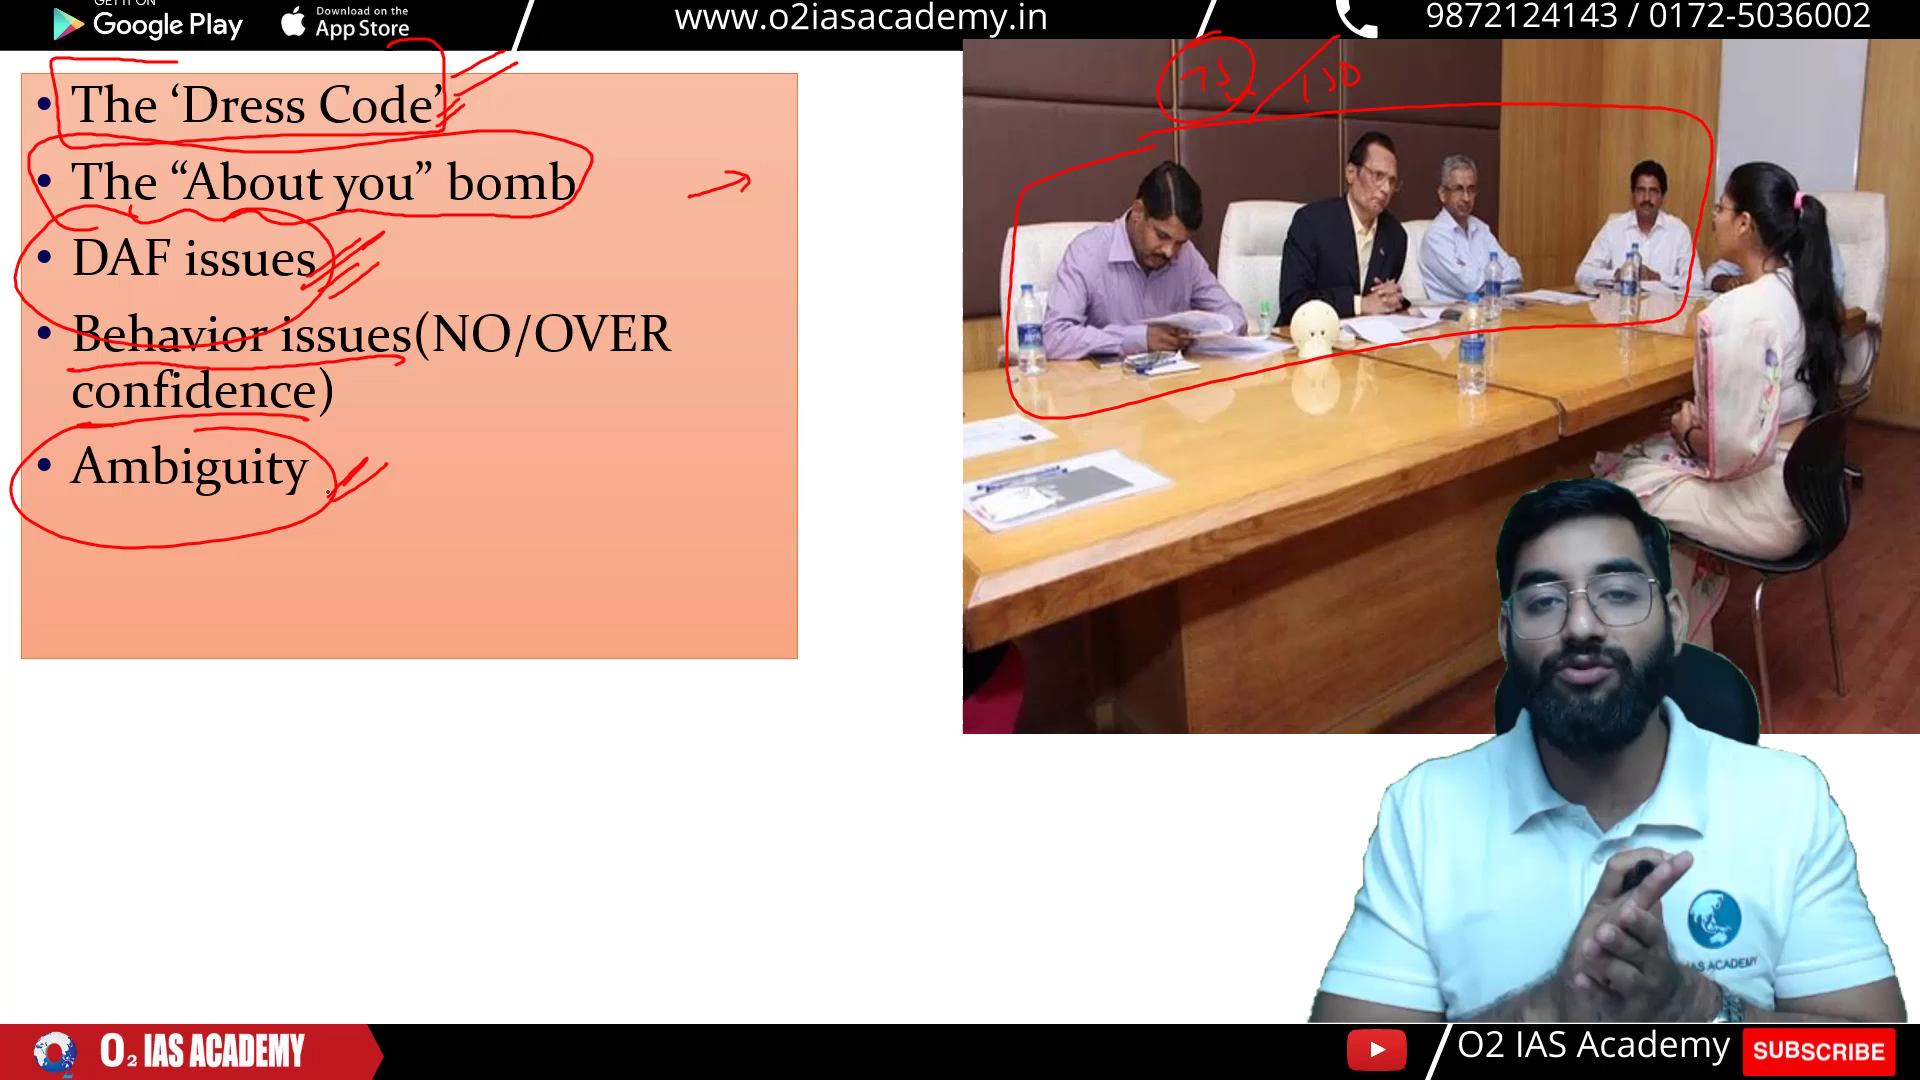 GET IT ON
Google Play
Download on the
App Store
www.o2iasacademy.in
9872124143 / 0172-5036002
• The ‘Dress Code’
• The “About you” bomb
• DAF issues
• Behavior issues(NO/OVER
confidence)
• Ambiguity
IAS ACADEMY
O2 IAS ACADEMY
O2 IAS Academy
SUBSCRIBE